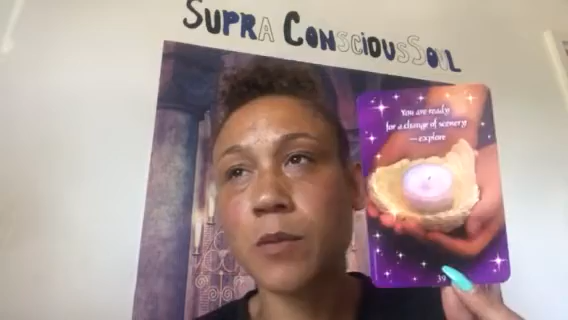 SUPRA CONSCIOUSSOUL
You are ready
for a change of scenery
— explore
39